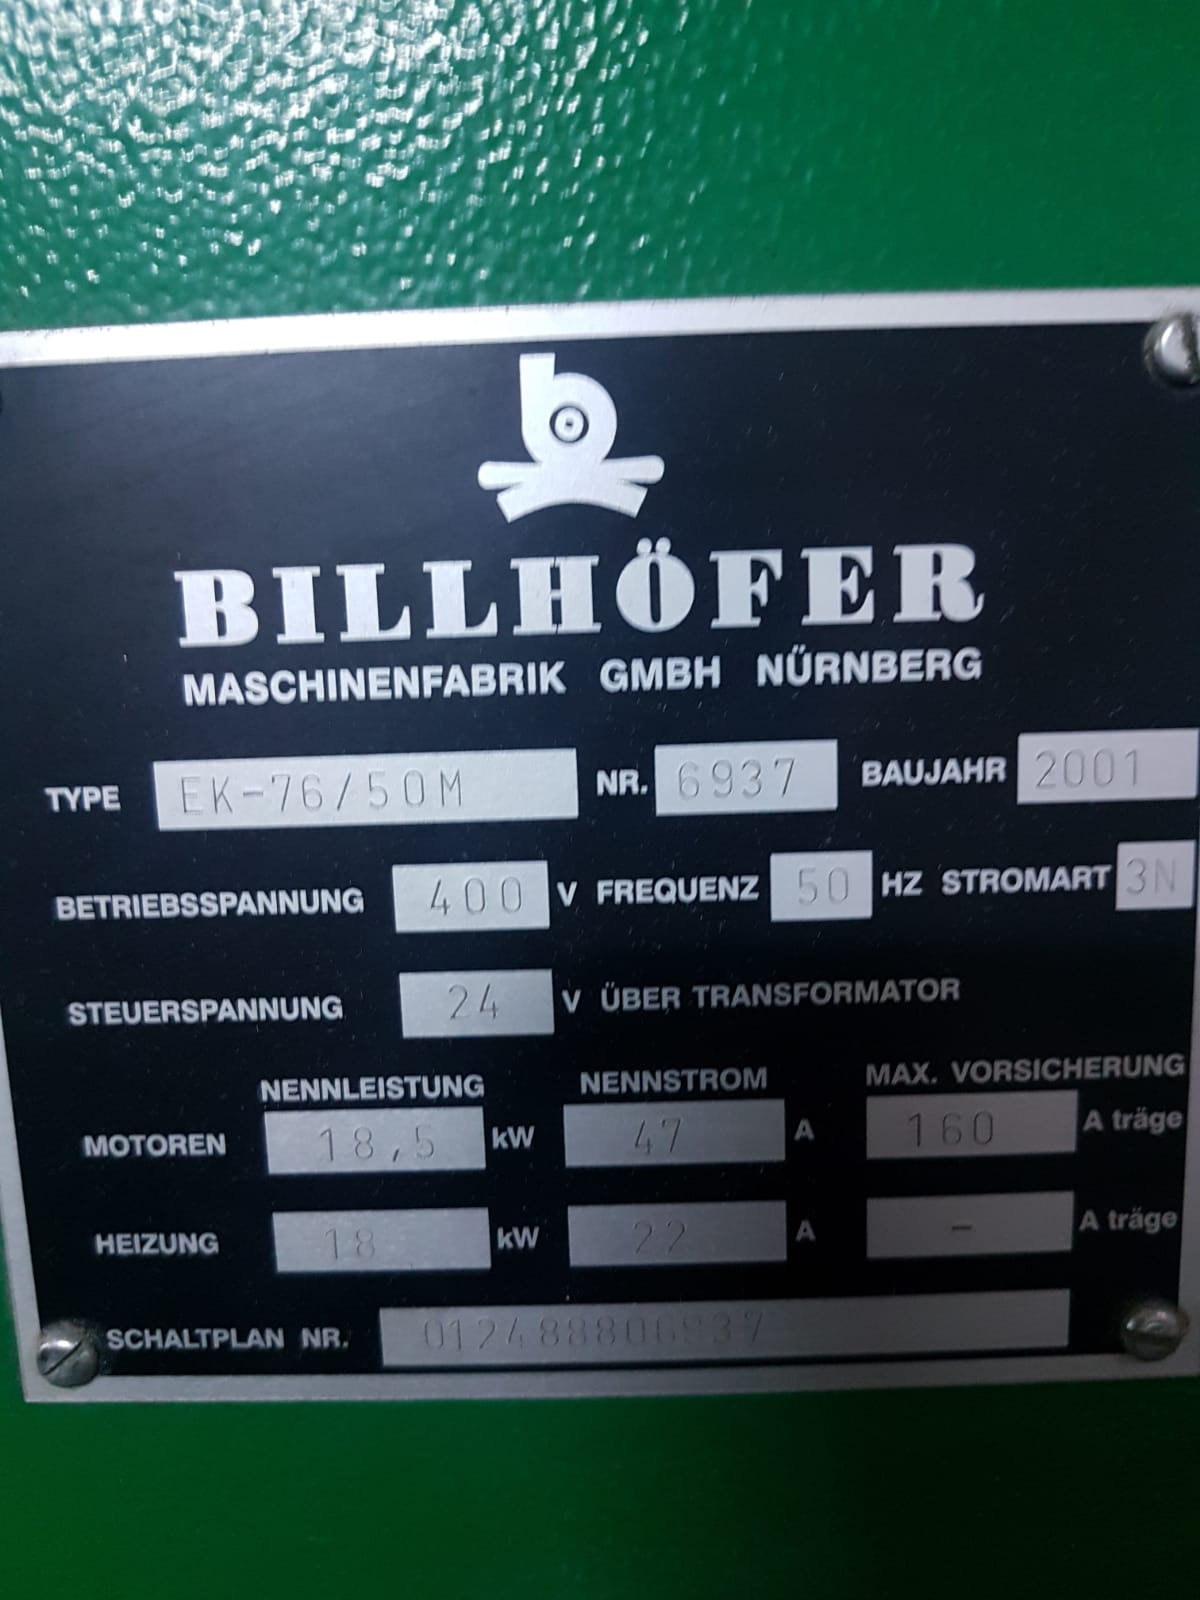 BILLHÖFER
MASCHINENFABRIK GMBH NÜRNBERG
TYPE EK-76/50M NR. 6937 BAUJAHR 2001
BETRIEBSSPANNUNG 400 V FREQUENZ 50 HZ STROMART 3N
STEUERSPANNUNG 24 V ÜBER TRANSFORMATOR
NENNLEISTUNG NENNSTROM MAX. VORSICHERUNG
MOTOREN 18,5 kW 47 A 160 A träge
HEIZUNG 18 kW 22 A - A träge
SCHALTPLAN NR. 012488806937